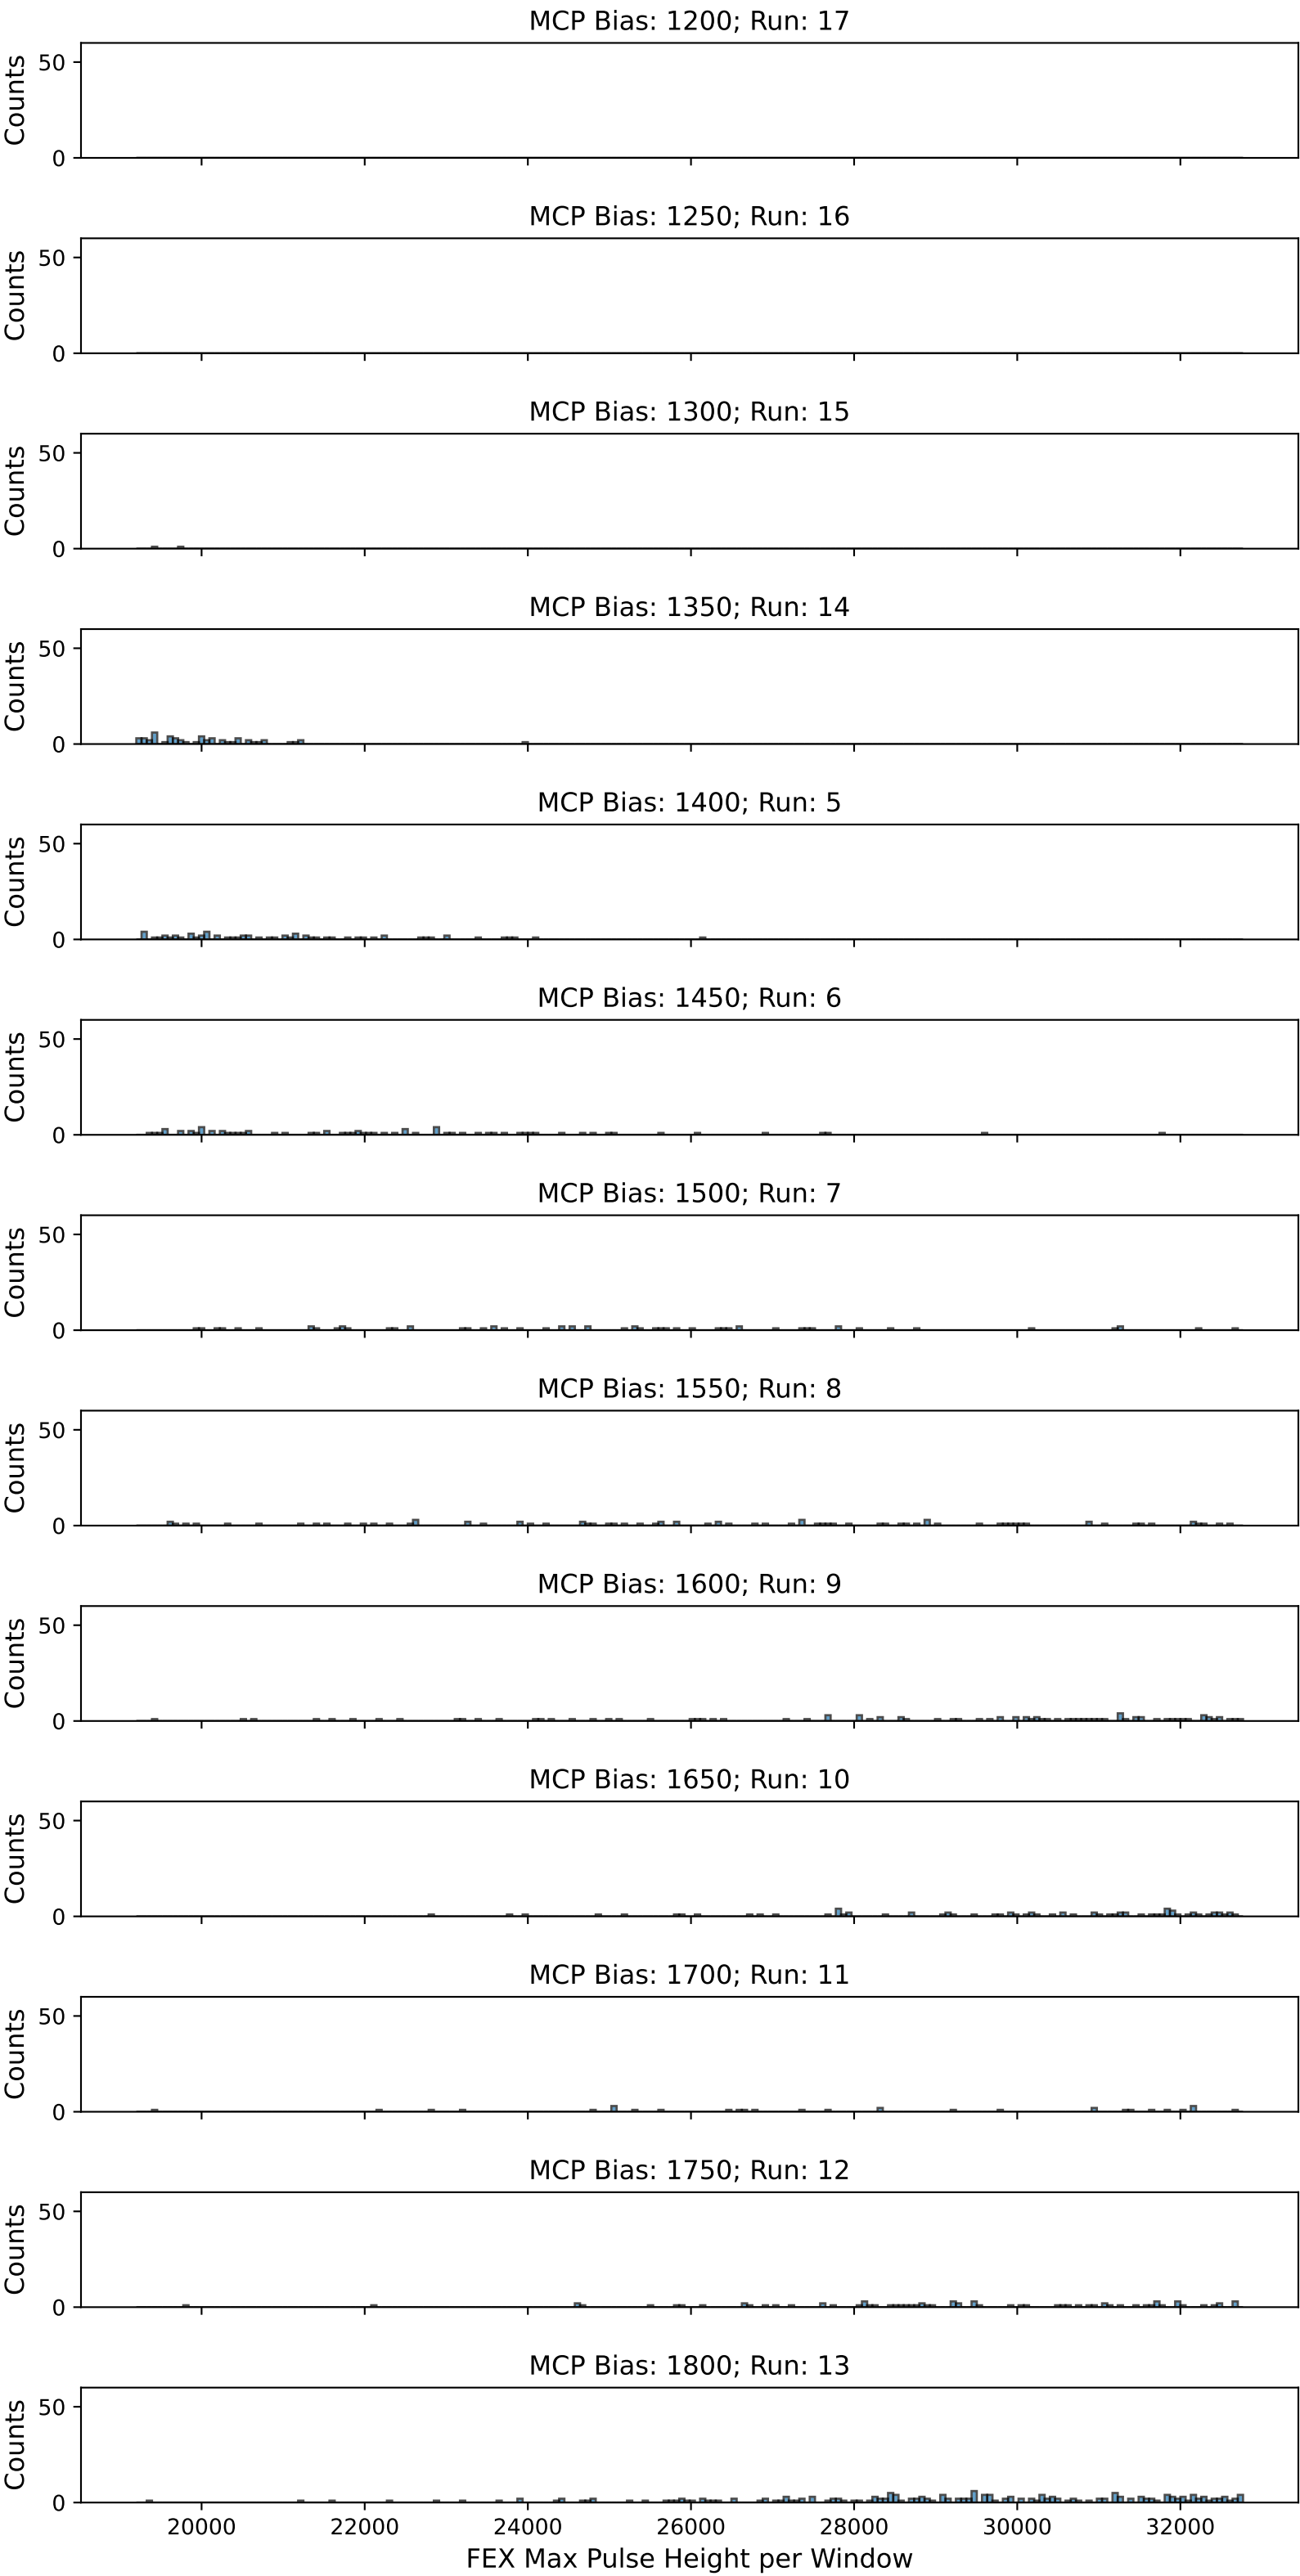 MCP Bias: 1200; Run: 17
Counts
50
0
MCP Bias: 1250; Run: 16
Counts
50
0
MCP Bias: 1300; Run: 15
Counts
50
0
MCP Bias: 1350; Run: 14
Counts
50
0
MCP Bias: 1400; Run: 5
Counts
50
0
MCP Bias: 1450; Run: 6
Counts
50
0
MCP Bias: 1500; Run: 7
Counts
50
0
MCP Bias: 1550; Run: 8
Counts
50
0
MCP Bias: 1600; Run: 9
Counts
50
0
MCP Bias: 1650; Run: 10
Counts
50
0
MCP Bias: 1700; Run: 11
Counts
50
0
MCP Bias: 1750; Run: 12
Counts
50
0
MCP Bias: 1800; Run: 13
Counts
50
0
20000 22000 24000 26000 28000 30000 32000
FEX Max Pulse Height per Window